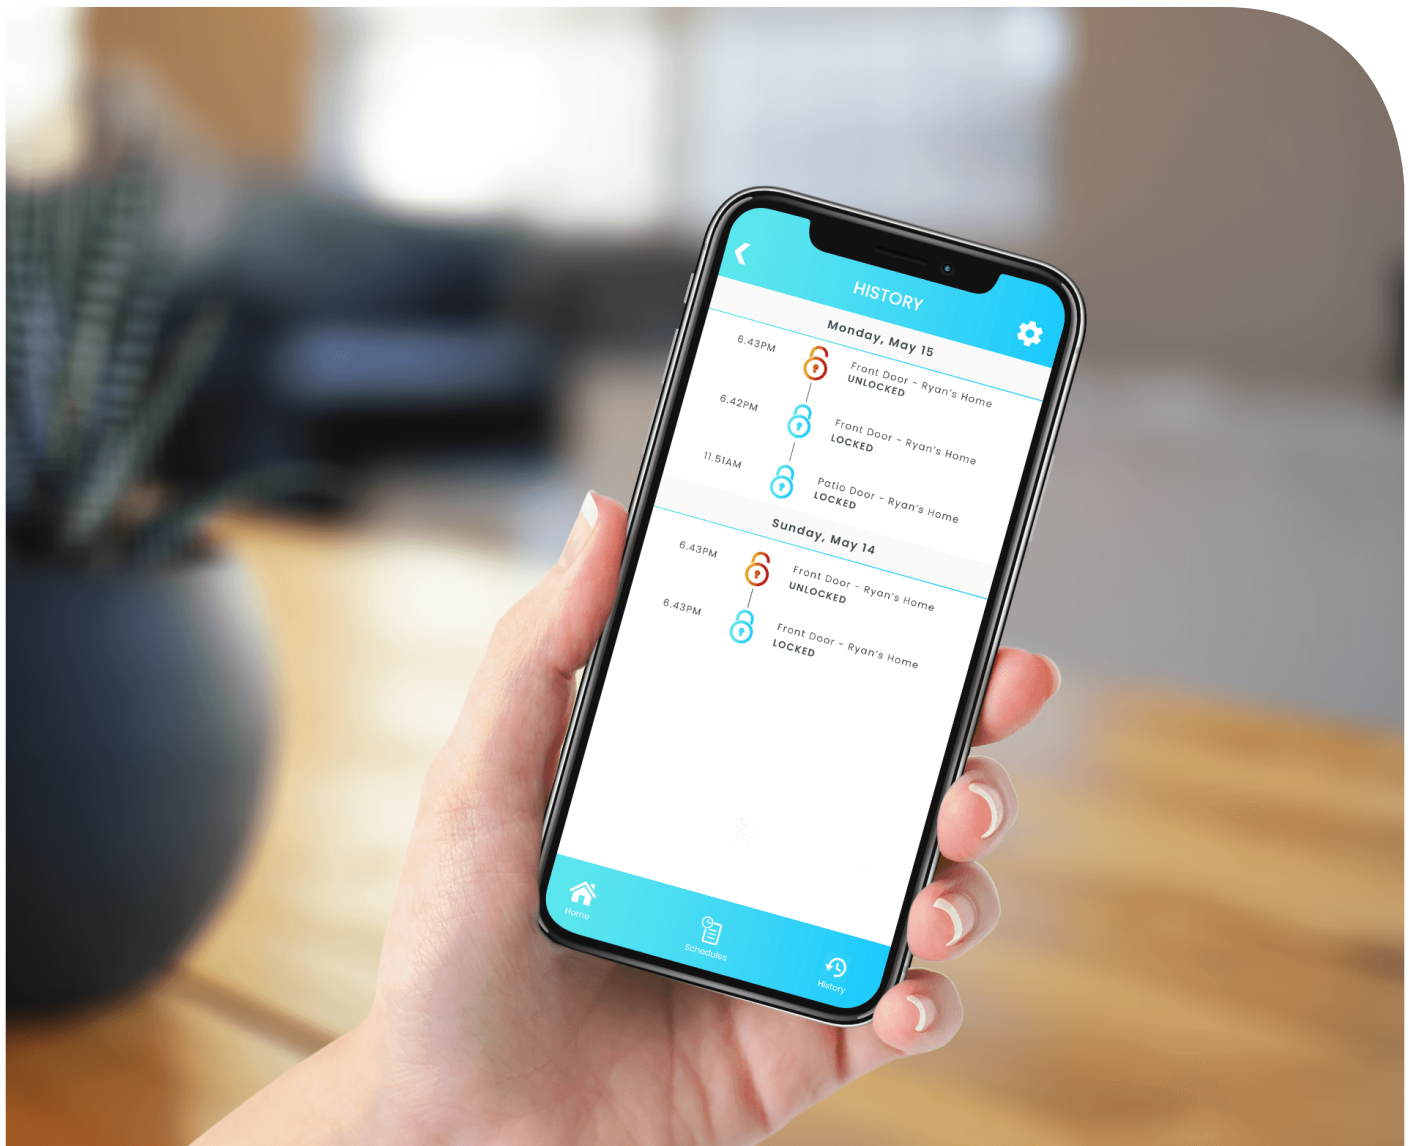 HISTORY
Monday, May 15
6.43PM
Front Door - Ryan's Home
UNLOCKED
6.42PM
Front Door - Ryan's Home
LOCKED
11.51AM
Patio Door - Ryan's Home
LOCKED
Sunday, May 14
6.43PM
Front Door - Ryan's Home
UNLOCKED
6.43PM
Front Door - Ryan's Home
LOCKED
Home
Schedules
History